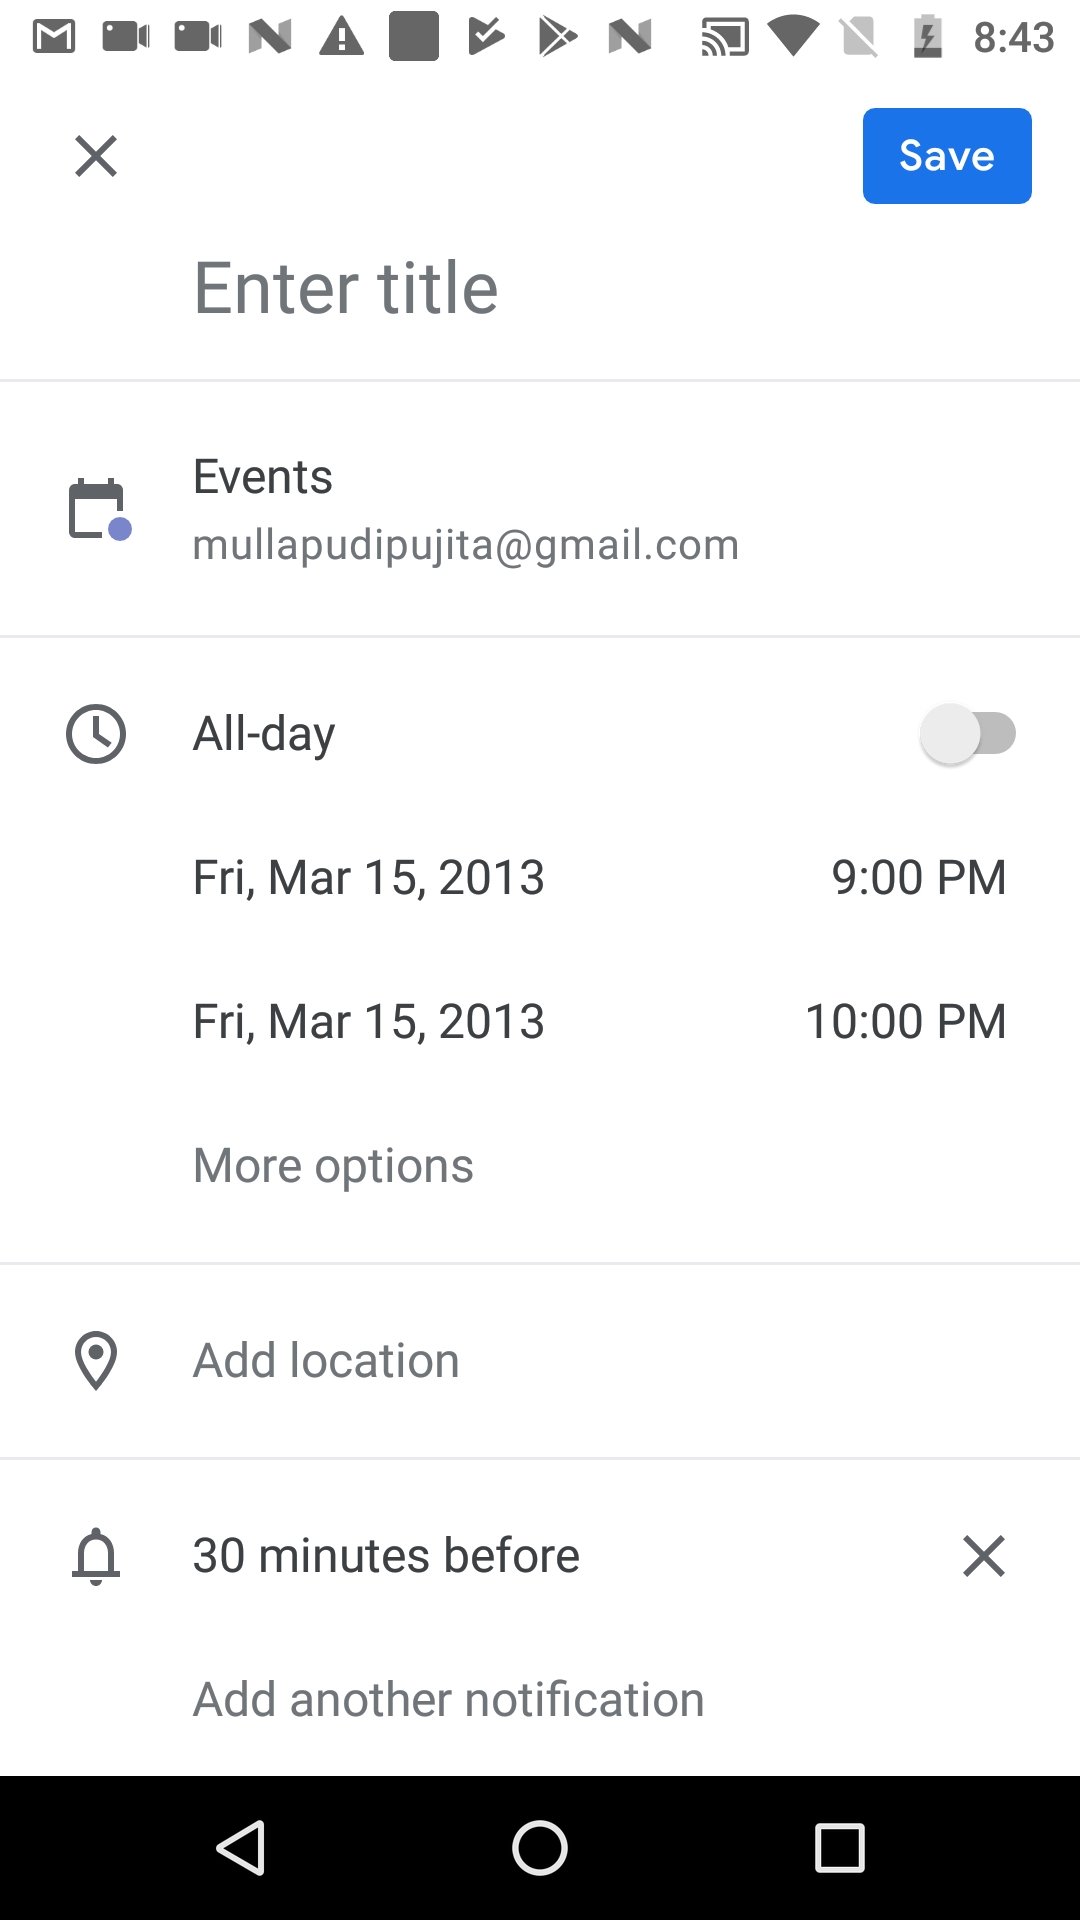 8:43
Save
Enter title
Events
mullapudipujita@gmail.com
All-day
Fri, Mar 15, 2013 9:00 PM
Fri, Mar 15, 2013 10:00 PM
More options
Add location
30 minutes before
Add another notification